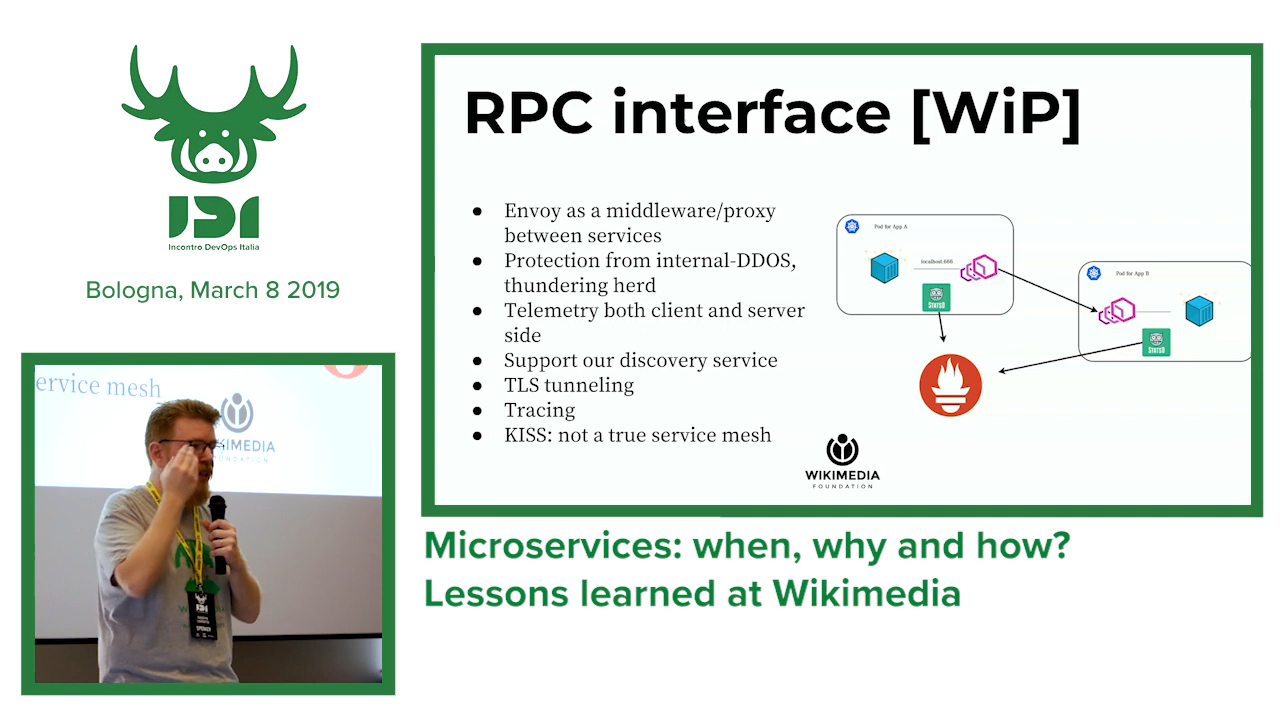 IDI
Incontro DevOps Italia
Bologna, March 8 2019
RPC interface [WiP]
● Envoy as a middleware/proxy
between services
● Protection from internal-DDOS,
thundering herd
● Telemetry both client and server
side
● Support our discovery service
● TLS tunneling
● Tracing
● KISS: not a true service mesh
Pod for App A
localhost:666
STATSD
Pod for App B
STATSD
WIKIMEDIA
FOUNDATION
ervice mesh
KIMEDIA
UNDATION
SPEAKER
Microservices: when, why and how?
Lessons learned at Wikimedia